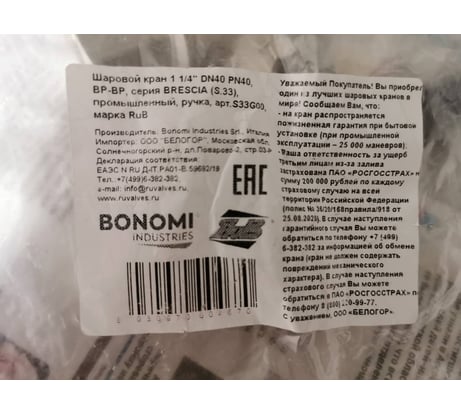 Шаровой кран 1 1/4" DN40 PN40,
ВР-ВР, серия BRESCIA (S.33),
промышленный, ручка, арт.S33G00,
марка RuB
Производитель: Bonomi Industries Srl, Италия
Импортер: ООО "БЕЛОГОР", Московская обл,
Солнечногорский р-н, дп.Поварово-2, стр.
Декларация соответствия
ЕАЭС N RU Д-IT.РА01-В.59692/19
Тел: +7(499)6-382-382
e-mail: info@ruvalves.ru
www.ruvalves.ru
EAC
BONOMI
INDUSTRIES
RuB
Уважаемый Покупатель! Вы приобрели
один из лучших шаровых кранов в
мире! Сообщаем Вам, что:
- на кран распространяется
пожизненная гарантия при бытовой
установке (при промышленной
эксплуатации – 25 000 маневров).
- Ваша ответственность за ущерб
третьим лицам из-за залива
застрахована ПАО «РОСГОССТРАХ» на
сумму 200 000 рублей по каждому
страховому случаю на всей
территории Российской Федерации
(полис № 36/20/168правила/918 от
25.08.2020). В случае наступления
гарантийного случая Вы можете
обратиться по телефону +7 (499)
6-382-382 за информацией об обмене
крана (кран не должен содержать
повреждений механического
характера). В случае наступления
страхового случая Вы можете
обратиться в ПАО «РОСГОССТРАХ» по
телефону 8 (800) 200-99-77.
С уважением, ООО «БЕЛОГОР»